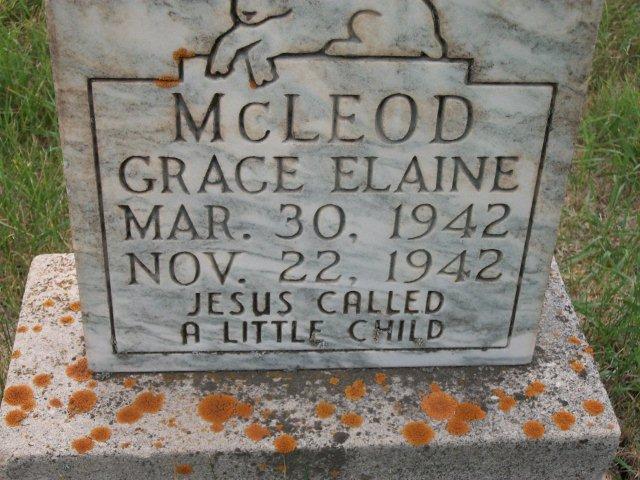 McLEOD
GRACE ELAINE
MAR. 30, 1942
NOV. 22, 1942
JESUS CALLED
A LITTLE CHILD